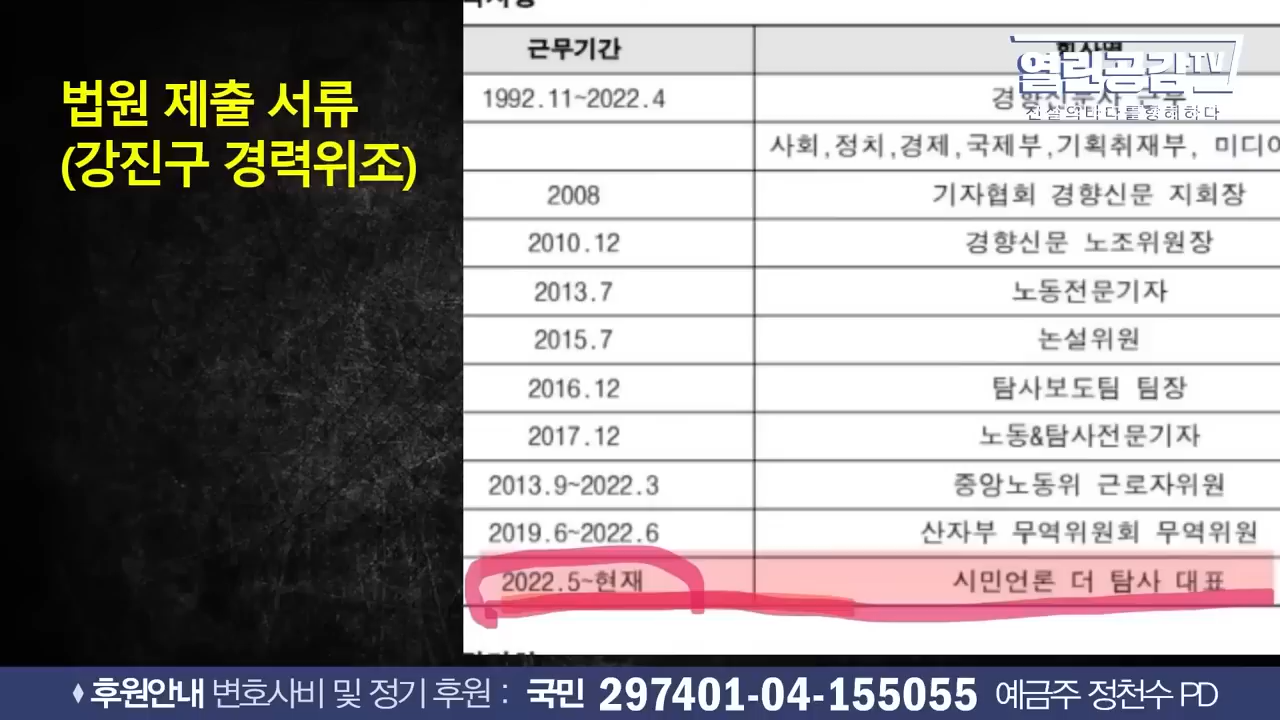 법원 제출 서류
(강진구 경력위조)
근무기간
열린공감TV
진실의 바다를 항해하다
1992.11~2022.4
사회,정치,경제,국제부,기획취재부, 미디어
2008 기자협회 경향신문 지회장
2010.12 경향신문 노조위원장
2013.7 노동전문기자
2015.7 논설위원
2016.12 탐사보도팀 팀장
2017.12 노동&탐사전문기자
2013.9~2022.3 중앙노동위 근로자위원
2019.6~2022.6 산자부 무역위원회 무역위원
2022.5~현재 시민언론 더 탐사 대표
후원안내 변호사비 및 정기 후원 : 국민 297401-04-155055 예금주 정천수 PD